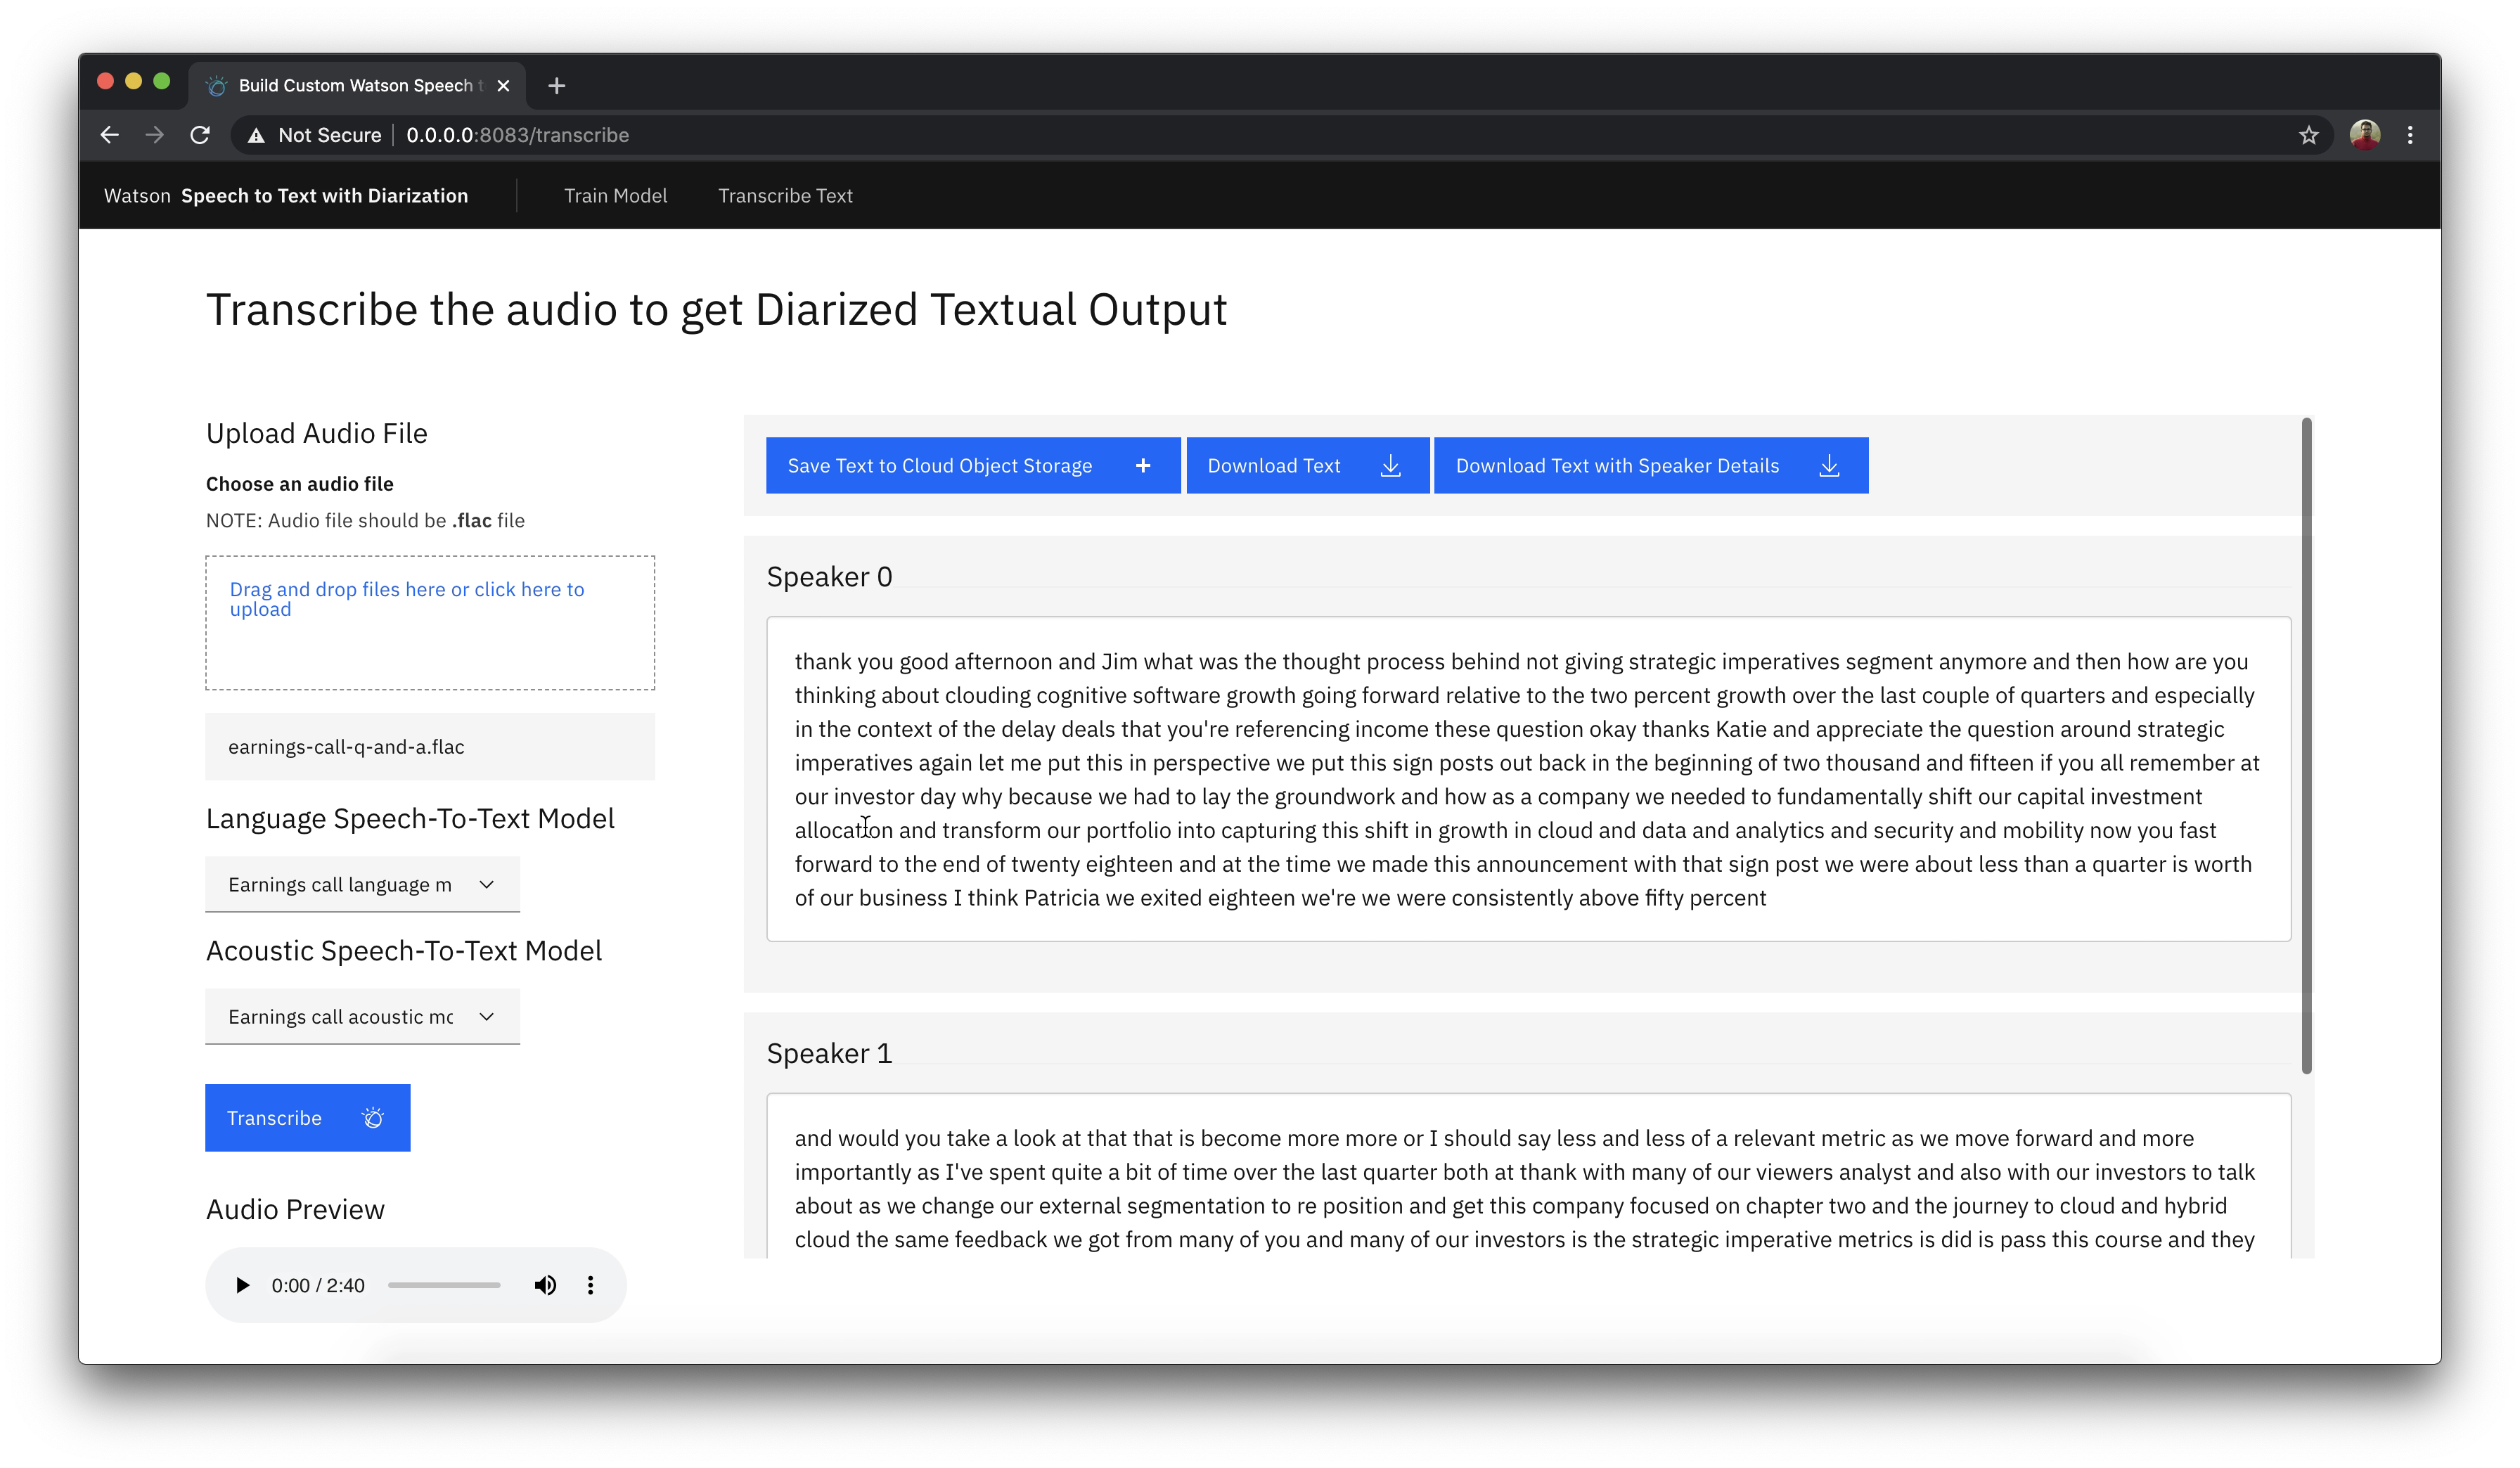 Build Custom Watson Speech t
Not Secure
0.0.0.0:8083/transcribe
Watson Speech to Text with Diarization
Train Model
Transcribe Text
Transcribe the audio to get Diarized Textual Output
Upload Audio File
Choose an audio file
NOTE: Audio file should be .flac file
Drag and drop files here or click here to
upload
earnings-call-q-and-a.flac
Language Speech-To-Text Model
Earnings call language m
Acoustic Speech-To-Text Model
Earnings call acoustic mo
Transcribe
Audio Preview
0:00 / 2:40
Save Text to Cloud Object Storage
Download Text
Download Text with Speaker Details
Speaker 0
thank you good afternoon and Jim what was the thought process behind not giving strategic imperatives segment anymore and then how are you
thinking about clouding cognitive software growth going forward relative to the two percent growth over the last couple of quarters and especially
in the context of the delay deals that you're referencing income these question okay thanks Katie and appreciate the question around strategic
imperatives again let me put this in perspective we put this sign posts out back in the beginning of two thousand and fifteen if you all remember at
our investor day why because we had to lay the groundwork and how as a company we needed to fundamentally shift our capital investment
allocation and transform our portfolio into capturing this shift in growth in cloud and data and analytics and security and mobility now you fast
forward to the end of twenty eighteen and at the time we made this announcement with that sign post we were about less than a quarter is worth
of our business I think Patricia we exited eighteen we're we were consistently above fifty percent
Speaker 1
and would you take a look at that that is become more more or I should say less and less of a relevant metric as we move forward and more
importantly as I've spent quite a bit of time over the last quarter both at thank with many of our viewers analyst and also with our investors to talk
about as we change our external segmentation to re position and get this company focused on chapter two and the journey to cloud and hybrid
cloud the same feedback we got from many of you and many of our investors is the strategic imperative metrics is did is pass this course and they